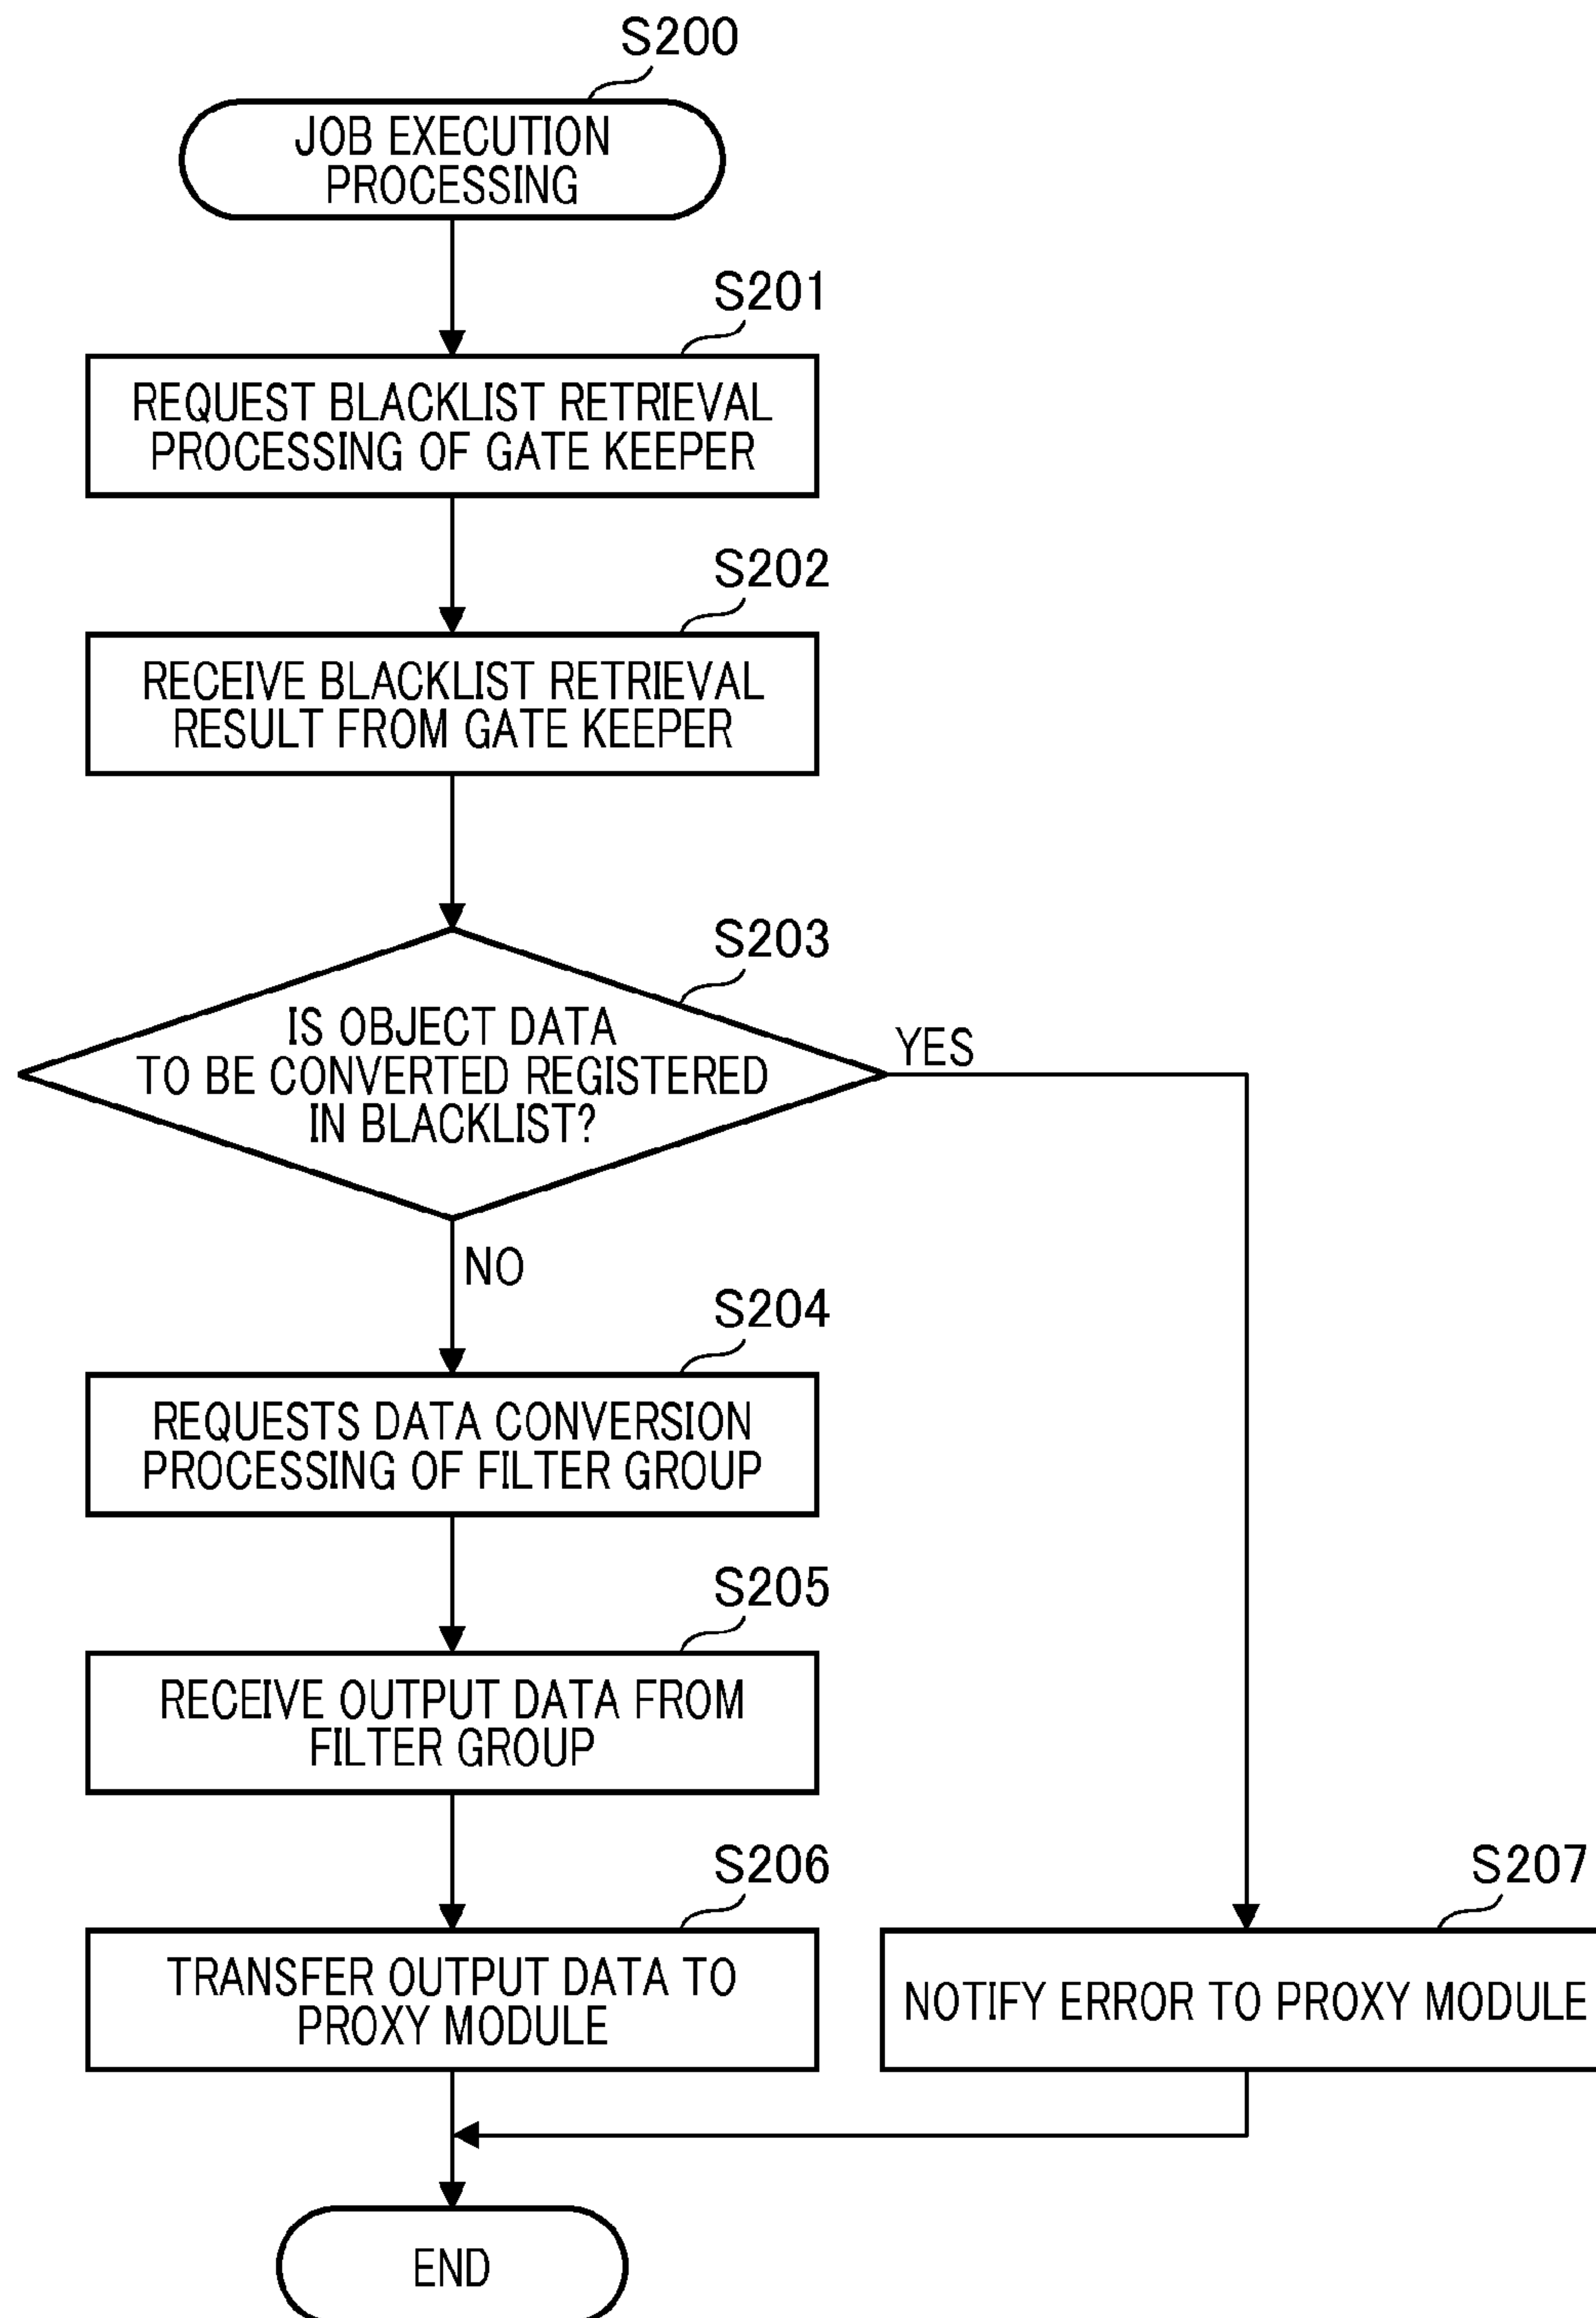 S200
JOB EXECUTION
PROCESSING
S201
REQUEST BLACKLIST RETRIEVAL
PROCESSING OF GATE KEEPER
S202
RECEIVE BLACKLIST RETRIEVAL
RESULT FROM GATE KEEPER
S203
IS OBJECT DATA
TO BE CONVERTED REGISTERED
IN BLACKLIST?
YES
NO
S204
REQUESTS DATA CONVERSION
PROCESSING OF FILTER GROUP
S205
RECEIVE OUTPUT DATA FROM
FILTER GROUP
S206
TRANSFER OUTPUT DATA TO
PROXY MODULE
S207
NOTIFY ERROR TO PROXY MODULE
END